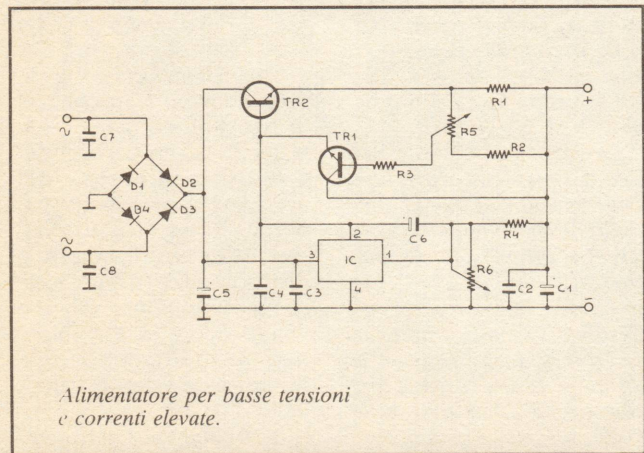 TR2
R1
+
~
C7
TR1
R5
R3
R2
D1
D2
B4
D3
~
C8
C6
R4
2
3
IC
1
4
R6
C5
C4
C3
C2
C1
-
Alimentatore per basse tensioni
e correnti elevate.